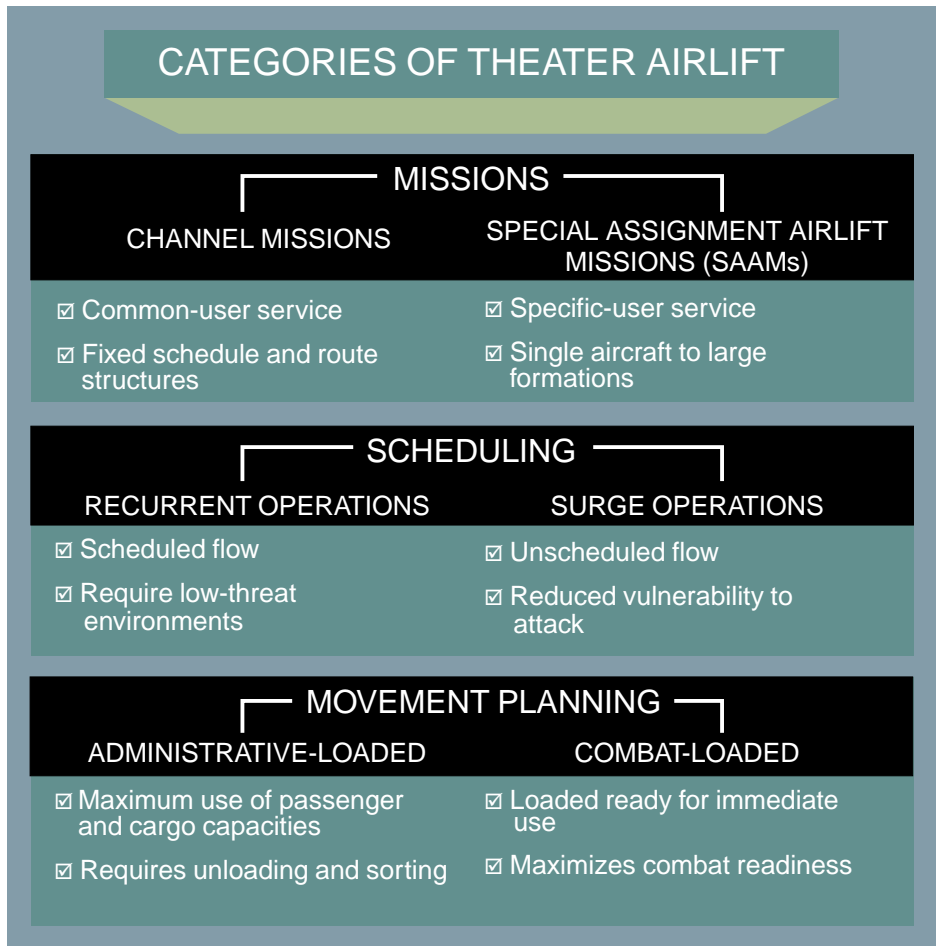 CATEGORIES OF THEATER AIRLIFT
MISSIONS
CHANNEL MISSIONS
☑ Common-user service
☑ Fixed schedule and route
structures
SPECIAL ASSIGNMENT AIRLIFT
MISSIONS (SAAMs)
☑ Specific-user service
☑ Single aircraft to large
formations
SCHEDULING
RECURRENT OPERATIONS
☑ Scheduled flow
☑ Require low-threat
environments
SURGE OPERATIONS
☑ Unscheduled flow
☑ Reduced vulnerability to
attack
MOVEMENT PLANNING
ADMINISTRATIVE-LOADED
☑ Maximum use of passenger
and cargo capacities
☑ Requires unloading and sorting
COMBAT-LOADED
☑ Loaded ready for immediate
use
☑ Maximizes combat readiness